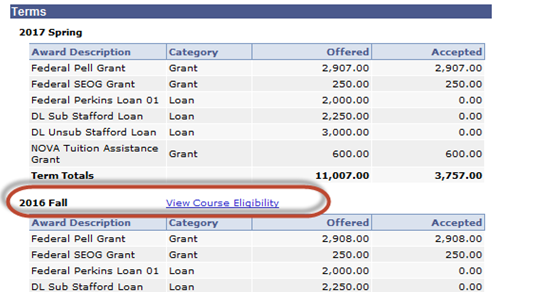 Terms
2017 Spring
Award Description Category Offered Accepted
Federal Pell Grant Grant 2,907.00 2,907.00
Federal SEOG Grant Grant 250.00 250.00
Federal Perkins Loan 01 Loan 2,000.00 0.00
DL Sub Stafford Loan Loan 2,250.00 0.00
DL Unsub Stafford Loan Loan 3,000.00 0.00
NOVA Tuition Assistance Grant Grant 600.00 600.00
Term Totals 11,007.00 3,757.00
2016 Fall View Course Eligibility
Award Description Category Offered Accepted
Federal Pell Grant Grant 2,908.00 2,908.00
Federal SEOG Grant Grant 250.00 250.00
Federal Perkins Loan 01 Loan 2,000.00 0.00
DL Sub Stafford Loan Loan 2,250.00 0.00